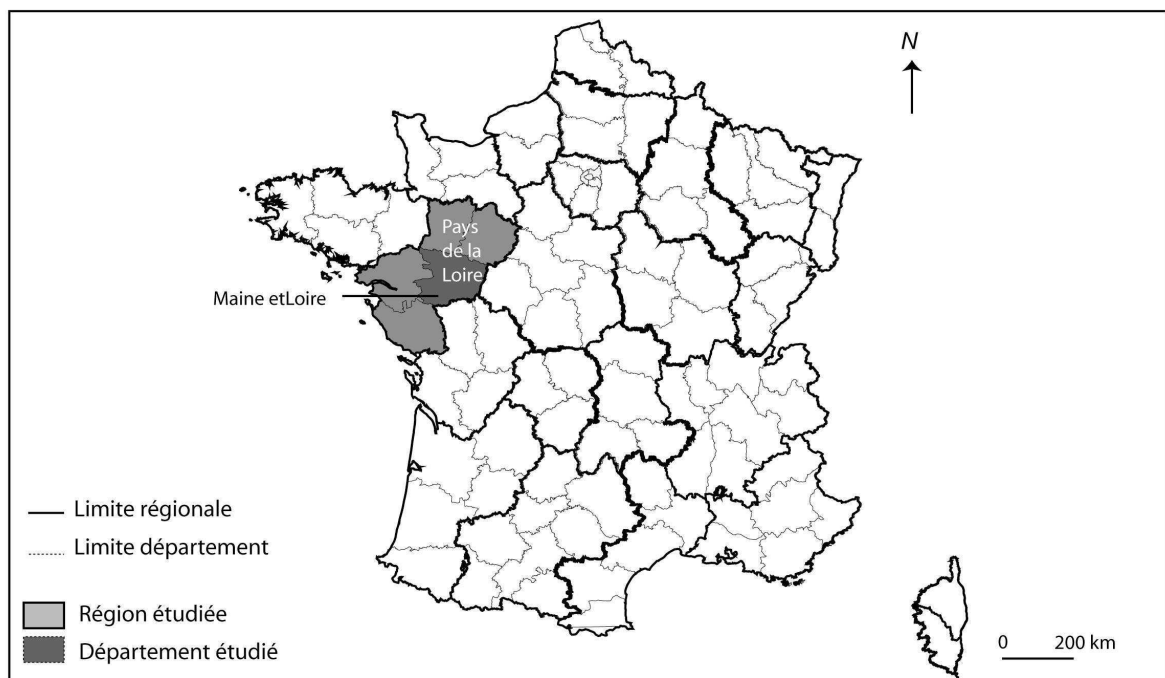 N
Pays
de la
Loire
Maine etLoire
Limite régionale
Limite département
Région étudiée
Département étudié
0 200 km